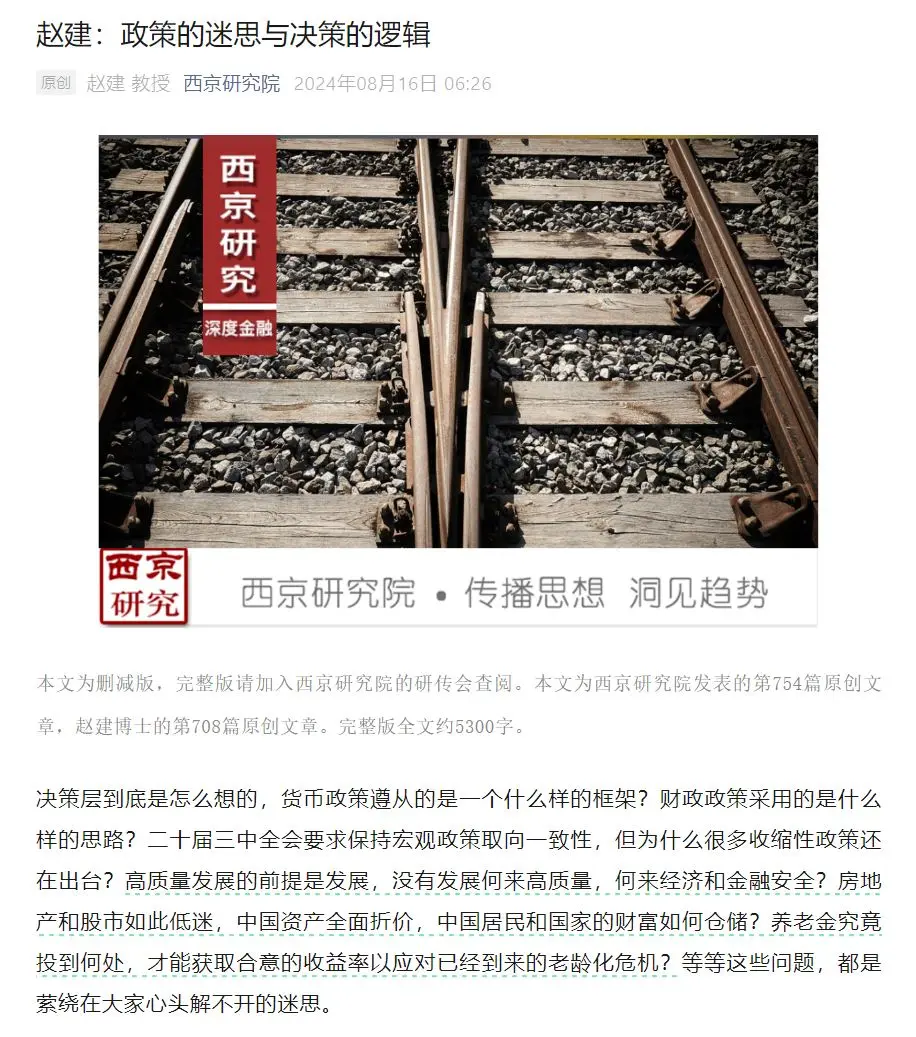 赵建：政策的迷思与决策的逻辑
原创 赵建 教授 西京研究院 2024年08月16日 06:26
西京研究
深度金融
西京
研究
西京研究院 • 传播思想 洞见趋势
本文为删减版，完整版请加入西京研究院的研传会查阅。本文为西京研究院发表的第754篇原创文
章，赵建博士的第708篇原创文章。完整版全文约5300字。
决策层到底是怎么想的，货币政策遵从的是一个什么样的框架？财政政策采用的是什么
样的思路？二十届三中全会要求保持宏观政策取向一致性，但为什么很多收缩性政策还
在出台？高质量发展的前提是发展，没有发展何来高质量，何来经济和金融安全？房地
产和股市如此低迷，中国资产全面折价，中国居民和国家的财富如何仓储？养老金究竟
投到何处，才能获取合意的收益率以应对已经到来的老龄化危机？等等这些问题，都是
萦绕在大家心头解不开的迷思。